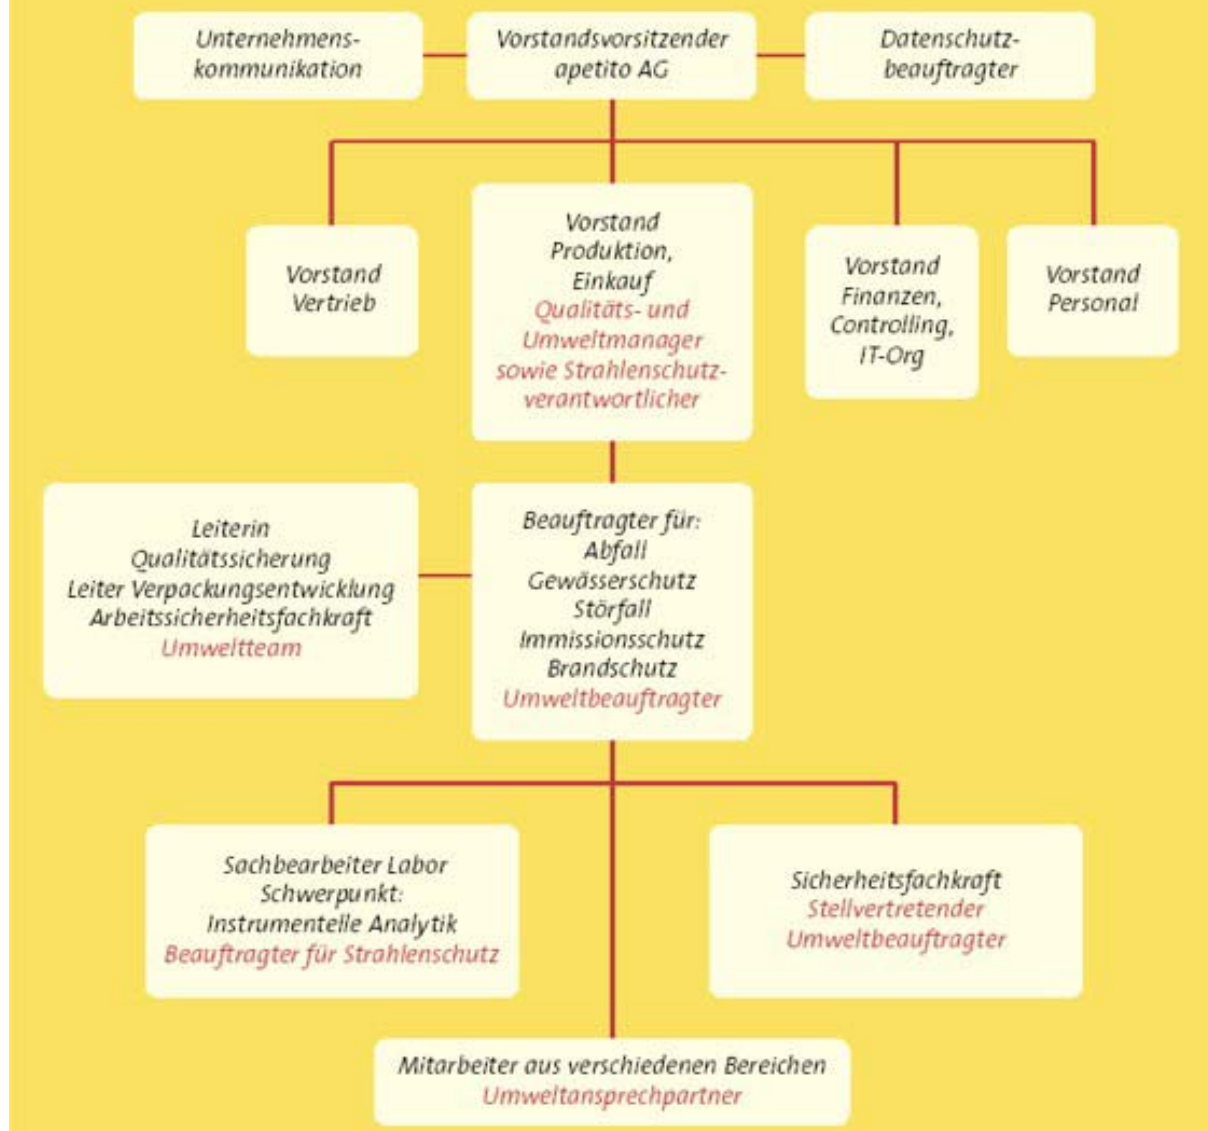 Unternehmens-
kommunikation
Vorstandsvorsitzender
apetito AG
Datenschutz-
beauftragter
Vorstand
Vertrieb
Vorstand
Produktion,
Einkauf
Qualitäts- und
Umweltmanager
sowie Strahlenschutz-
verantwortlicher
Vorstand
Finanzen,
Controlling,
IT-Org
Vorstand
Personal
Leiterin
Qualitätssicherung
Leiter Verpackungsentwicklung
Arbeitssicherheitsfachkraft
Umweltteam
Beauftragter für:
Abfall
Gewässerschutz
Störfall
Immissionsschutz
Brandschutz
Umweltbeauftragter
Sachbearbeiter Labor
Schwerpunkt:
Instrumentelle Analytik
Beauftragter für Strahlenschutz
Sicherheitsfachkraft
Stellvertretender
Umweltbeauftragter
Mitarbeiter aus verschiedenen Bereichen
Umweltansprechpartner